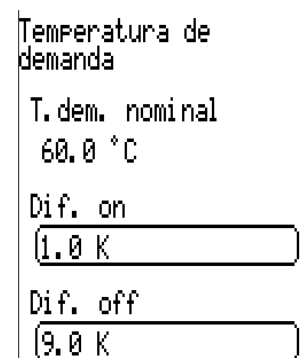 Temperatura de
demanda
T.dem. nominal
60.0 °C
Dif. on
1.0 K
Dif. off
9.0 K